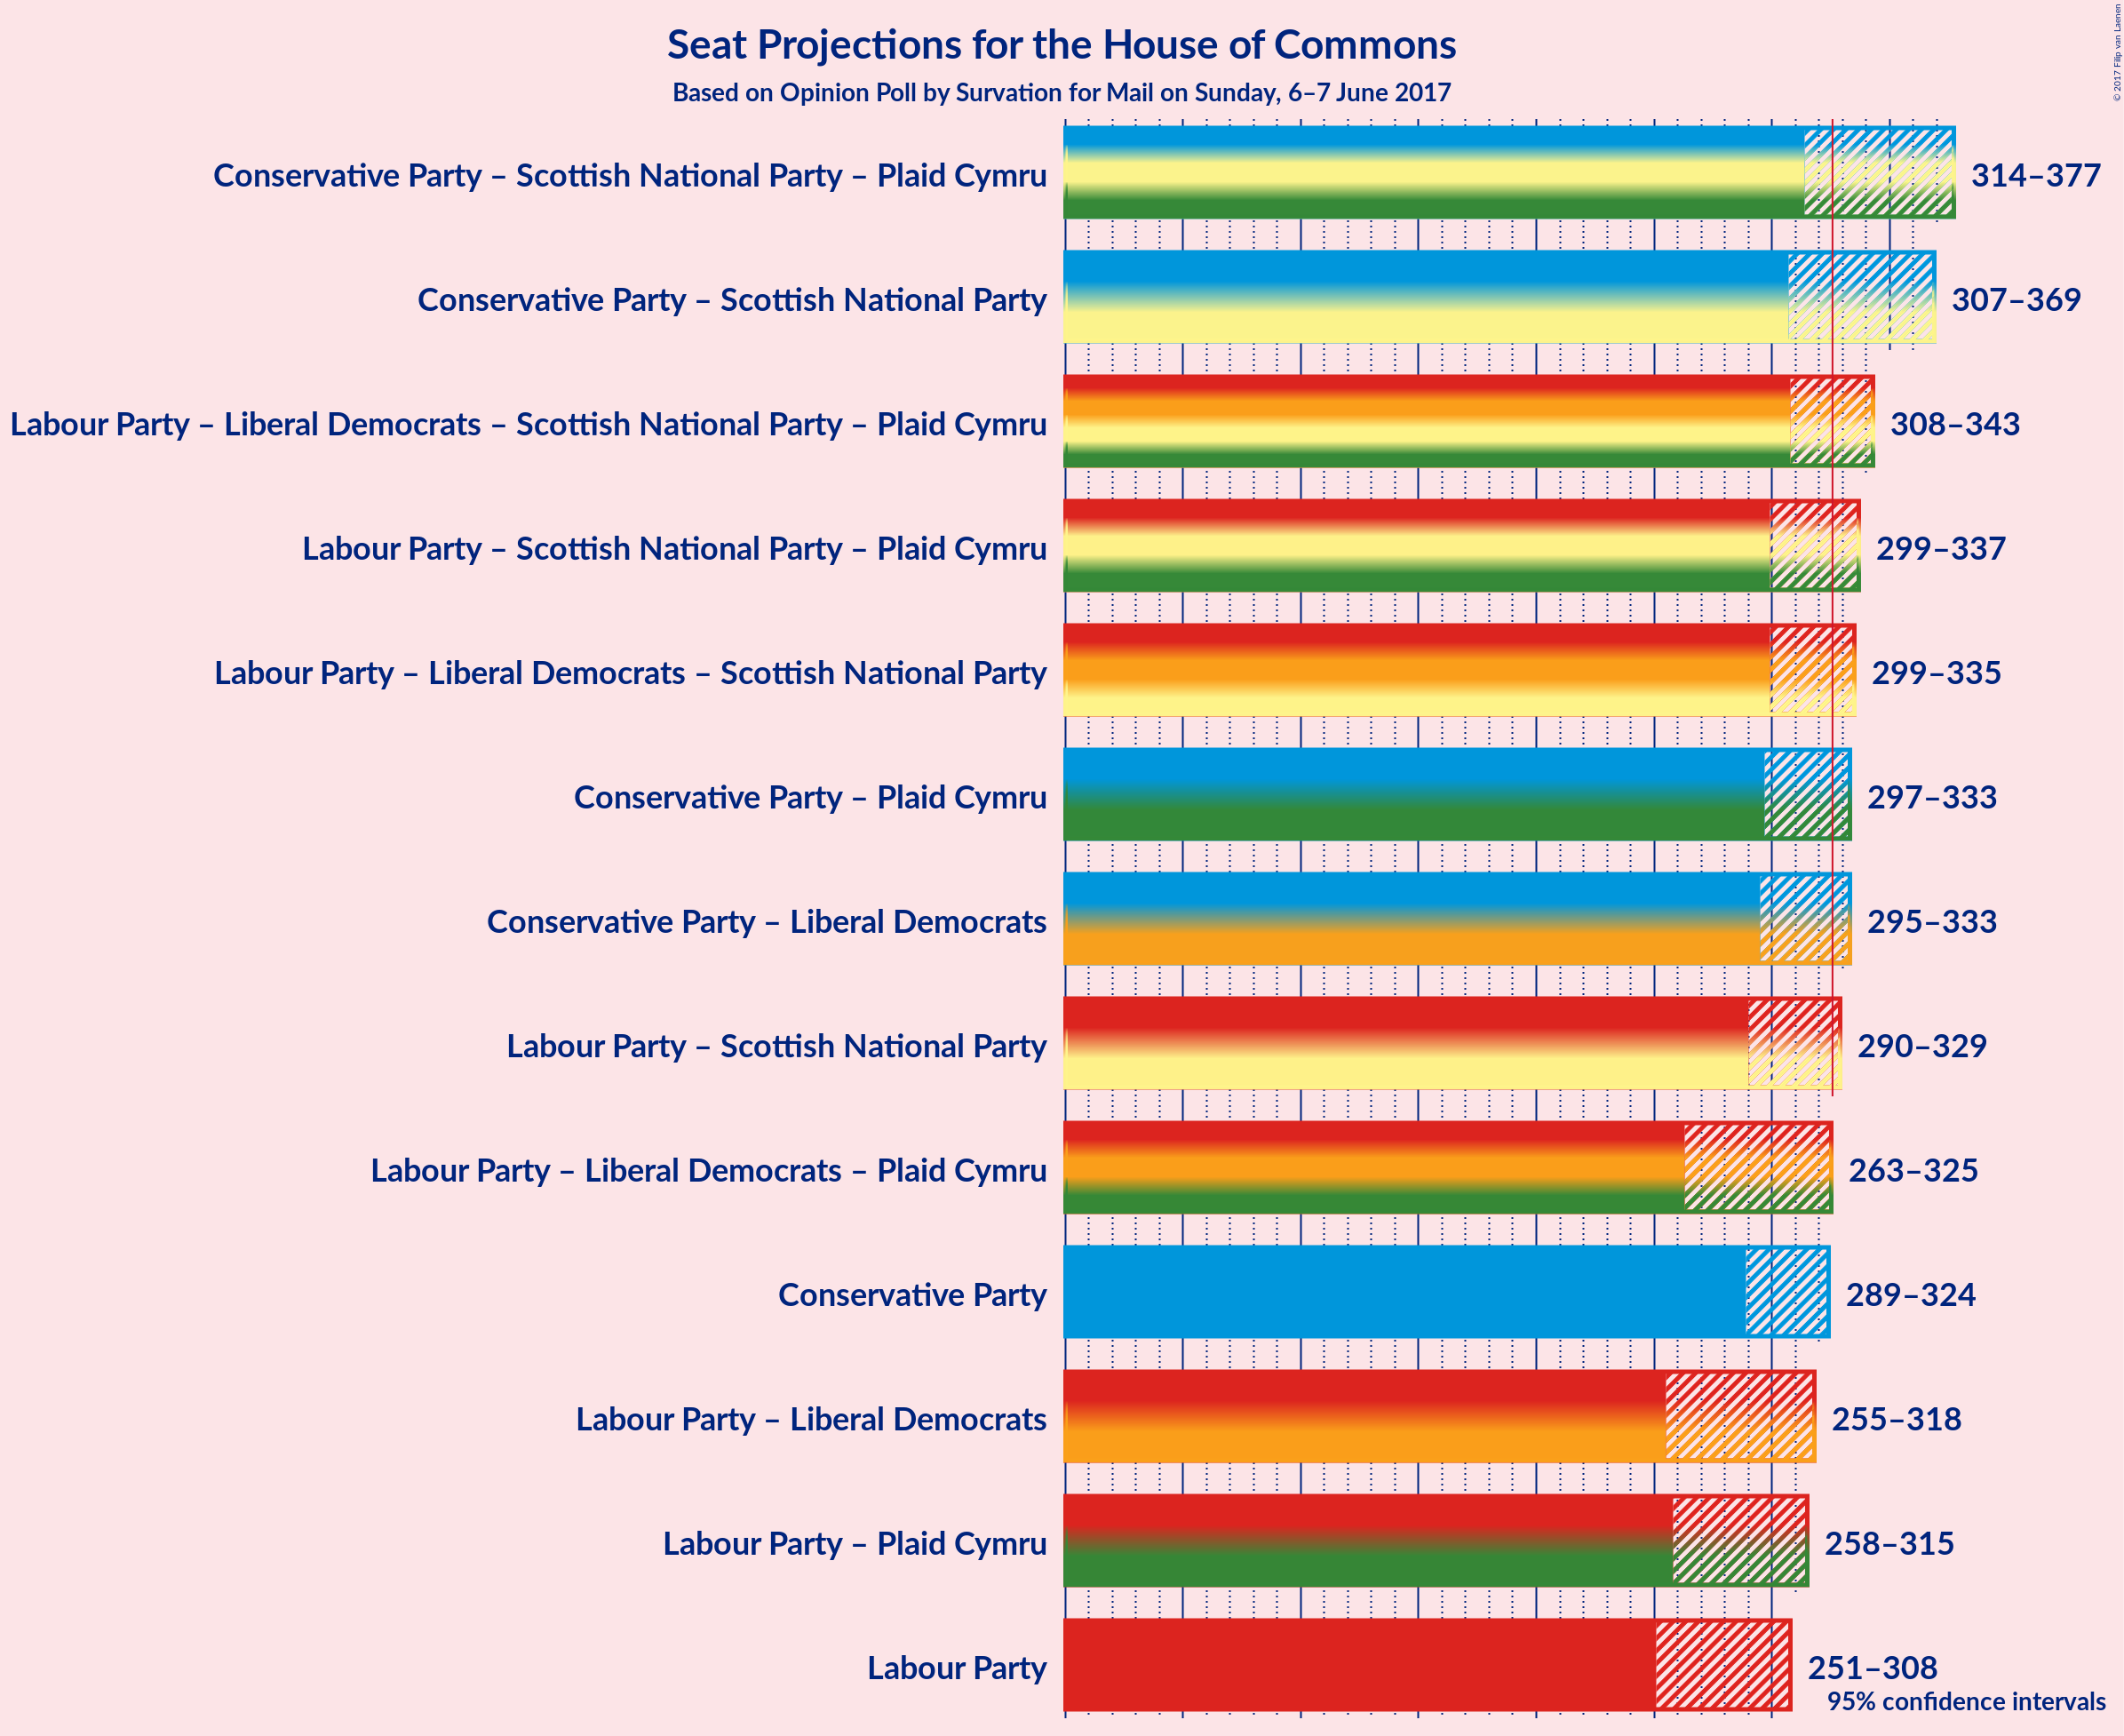 Seat Projections for the House of Commons
Based on Opinion Poll by Survation for Mail on Sunday, 6–7 June 2017
© 2017 Filip van Laenen
Conservative Party – Scottish National Party – Plaid Cymru 314–377
Conservative Party – Scottish National Party 307–369
Labour Party – Liberal Democrats – Scottish National Party – Plaid Cymru 308–343
Labour Party – Scottish National Party – Plaid Cymru 299–337
Labour Party – Liberal Democrats – Scottish National Party 299–335
Conservative Party – Plaid Cymru 297–333
Conservative Party – Liberal Democrats 295–333
Labour Party – Scottish National Party 290–329
Labour Party – Liberal Democrats – Plaid Cymru 263–325
Conservative Party 289–324
Labour Party – Liberal Democrats 255–318
Labour Party – Plaid Cymru 258–315
Labour Party 251–308
95% confidence intervals